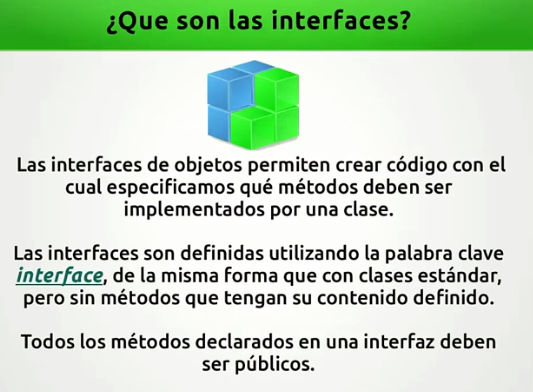 ¿Que son las interfaces?
Las interfaces de objetos permiten crear código con el
cual especificamos qué métodos deben ser
implementados por una clase.
Las interfaces son definidas utilizando la palabra clave
interface, de la misma forma que con clases estándar,
pero sin métodos que tengan su contenido definido.
Todos los métodos declarados en una interfaz deben
ser públicos.